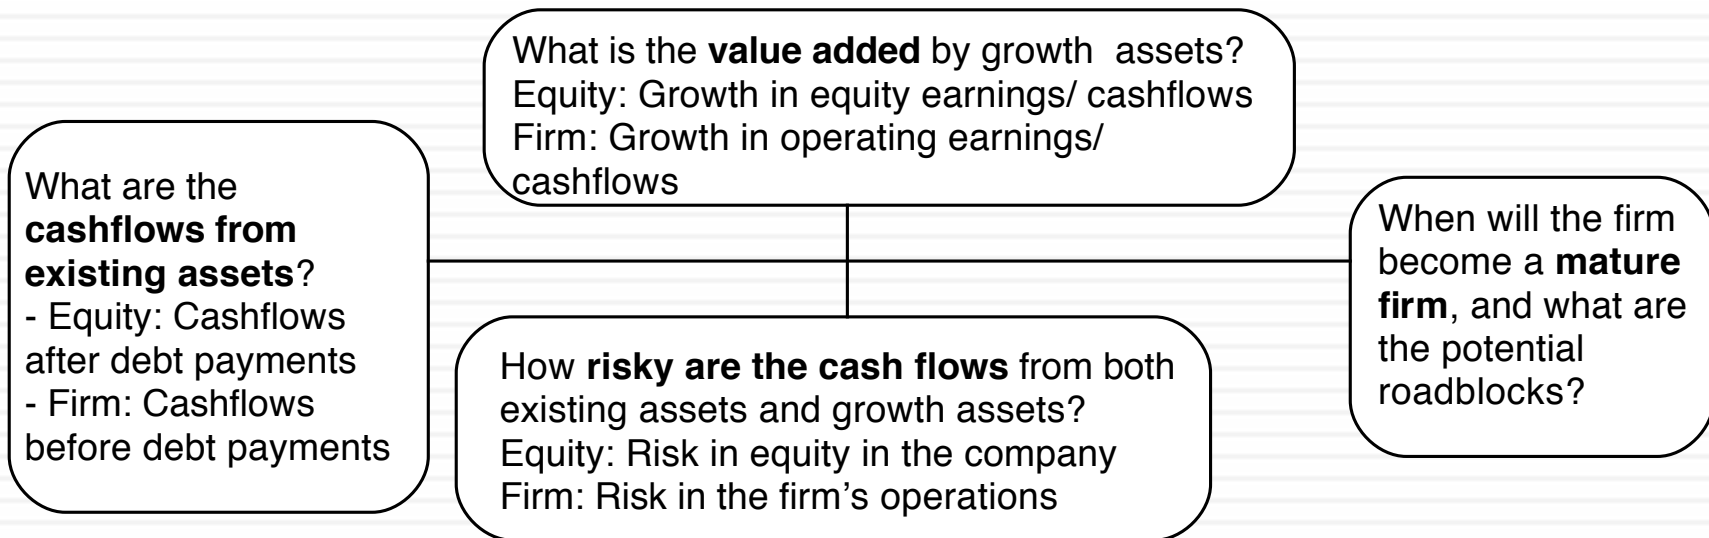 What is the value added by growth  assets?
Equity: Growth in equity earnings/ cashflows
Firm: Growth in operating earnings/
cashflows
What are the
cashflows from
existing assets?
- Equity: Cashflows
after debt payments
- Firm: Cashflows
before debt payments
How risky are the cash flows from both
existing assets and growth assets?
Equity: Risk in equity in the company
Firm: Risk in the firm's operations
When will the firm
become a mature
firm, and what are
the potential
roadblocks?